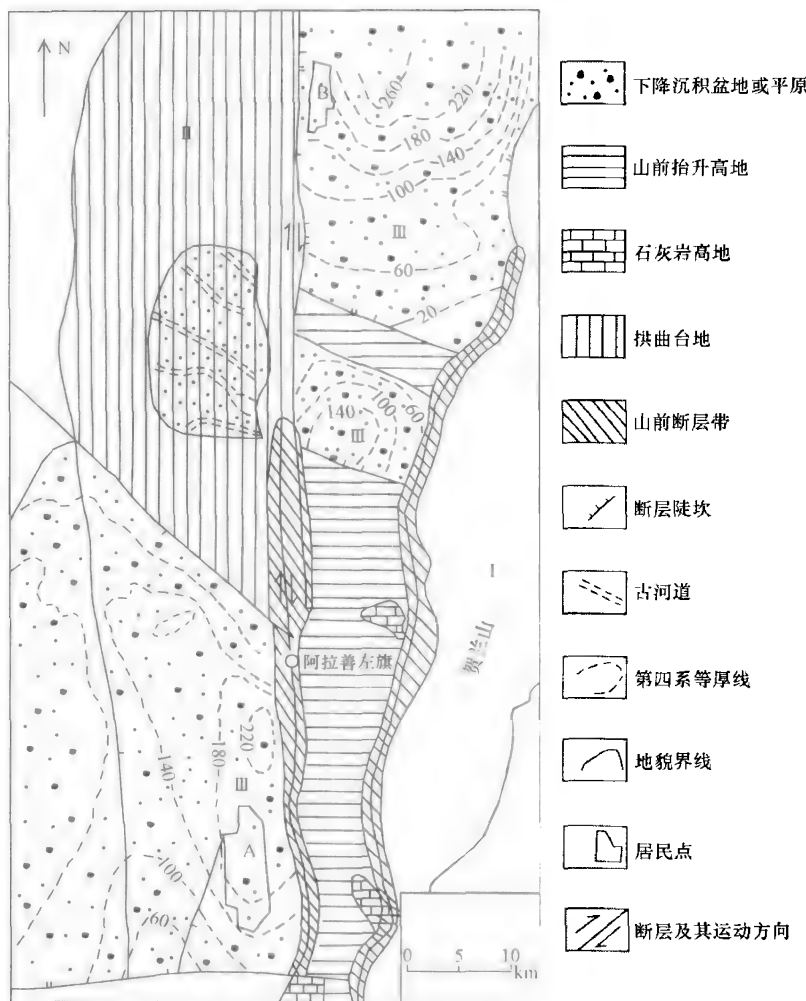 N
B
260
220
180
140
100
60
20
Ⅱ
Ⅲ
140
100
60
Ⅲ
Ⅰ
贺兰山
阿拉善左旗
220
180
140
Ⅲ
A
100
60
0 5 10
km
下降沉积盆地或平原
山前抬升高地
石灰岩高地
拱曲台地
山前断层带
断层陡坎
古河道
第四系等厚线
地貌界线
居民点
断层及其运动方向